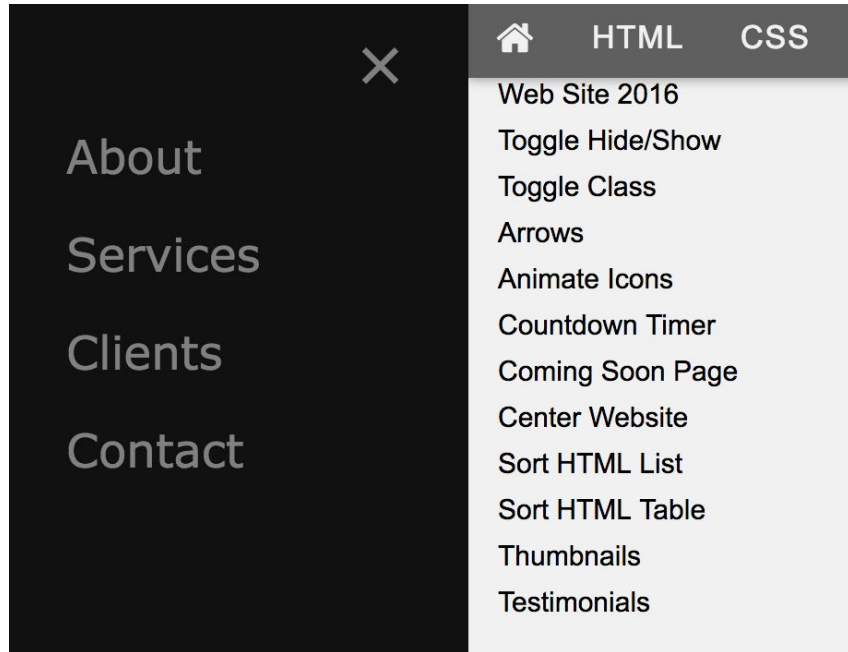 ×
About
Services
Clients
Contact
HTML CSS
Web Site 2016
Toggle Hide/Show
Toggle Class
Arrows
Animate Icons
Countdown Timer
Coming Soon Page
Center Website
Sort HTML List
Sort HTML Table
Thumbnails
Testimonials